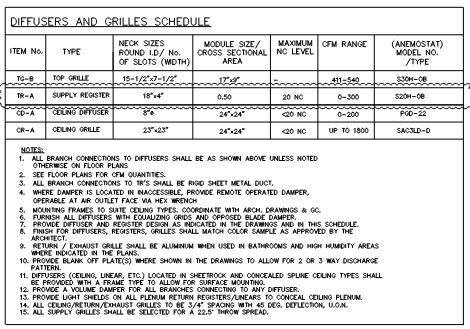 DIFFUSERS AND GRILLES SCHEDULE
ITEM No. TYPE NECK SIZES ROUND I.D/ No. OF SLOTS (WIDTH) MODULE SIZE/ CROSS SECTIONAL AREA MAXIMUM NC LEVEL CFM RANGE (ANEMOSTAT) MODEL NO. /TYPE
TG-B TOP GRILLE 15-1/2"x7-1/2" 17"x9" - 411-540 S30H-OB
TR-A SUPPLY REGISTER 18"x4" 0.50 20 NC 0-300 S20H-OB
CD-A CEILING DIFFUSER 8"ø 24"x24" <20 NC 0-200 PGD-22
CR-A CEILING GRILLE 23"x23" 24"x24" <20 NC UP TO 1800 SAC3LD-D
NOTES:
1. ALL BRANCH CONNECTIONS TO DIFFUSERS SHALL BE AS SHOWN ABOVE UNLESS NOTED
OTHERWISE ON FLOOR PLANS
2. SEE FLOOR PLANS FOR CFM QUANTITIES.
3. ALL BRANCH CONNECTIONS TO TR'S SHALL BE RIGID SHEET METAL DUCT.
4. WHERE DAMPER IS LOCATED IN INACCESSIBLE, PROVIDE REMOTE OPERATED DAMPER,
OPERABLE AT AIR OUTLET FACE VIA HEX WRENCH
5. MOUNTING FRAMES TO SUITE CEILING TYPES. COORDINATE WITH ARCH. DRAWINGS & GC.
6. FURNISH ALL DIFFUSERS WITH EQUALIZING GRIDS AND OPPOSED BLADE DAMPER.
7. PROVIDE DIFFUSER AND REGISTER DESIGN AS INDICATED IN THE DRAWINGS AND IN THIS SCHEDULE.
8. FINISH FOR DIFFUSERS, REGISTERS, GRILLES SHALL MATCH COLOR SAMPLE AS APPROVED BY THE
ARCHITECT.
9. RETURN / EXHAUST GRILLE SHALL BE ALUMINUM WHEN USED IN BATHROOMS AND HIGH HUMIDITY AREAS
WHERE INDICATED IN THE PLANS.
10. PROVIDE BLANK OFF PLATE(S) WHERE SHOWN IN THE DRAWINGS TO ALLOW FOR 2 OR 3 WAY DISCHARGE
PATTERN.
11. DIFFUSERS (CEILING, LINEAR, ETC.) LOCATED IN SHEETROCK AND CONCEALED SPLINE CEILING TYPES SHALL
BE PROVIDED WITH A FRAME TYPE TO ALLOW FOR SURFACE MOUNTING.
12. PROVIDE A VOLUME DAMPER FOR ALL BRANCHES CONNECTING TO ANY DIFFUSER.
13. PROVIDE LIGHT SHIELDS ON ALL PLENUM RETURN REGISTERS/LINEARS TO CONCEAL CEILING PLENUM.
14. ALL CEILING/RETURN/EXHAUST GRILLES TO BE 3/4" SPACING WITH 45 DEG. DEFLECTION, U.O.N.
15. ALL SUPPLY GRILLES SHALL BE SELECTED FOR A 22.5' THROW SPREAD.